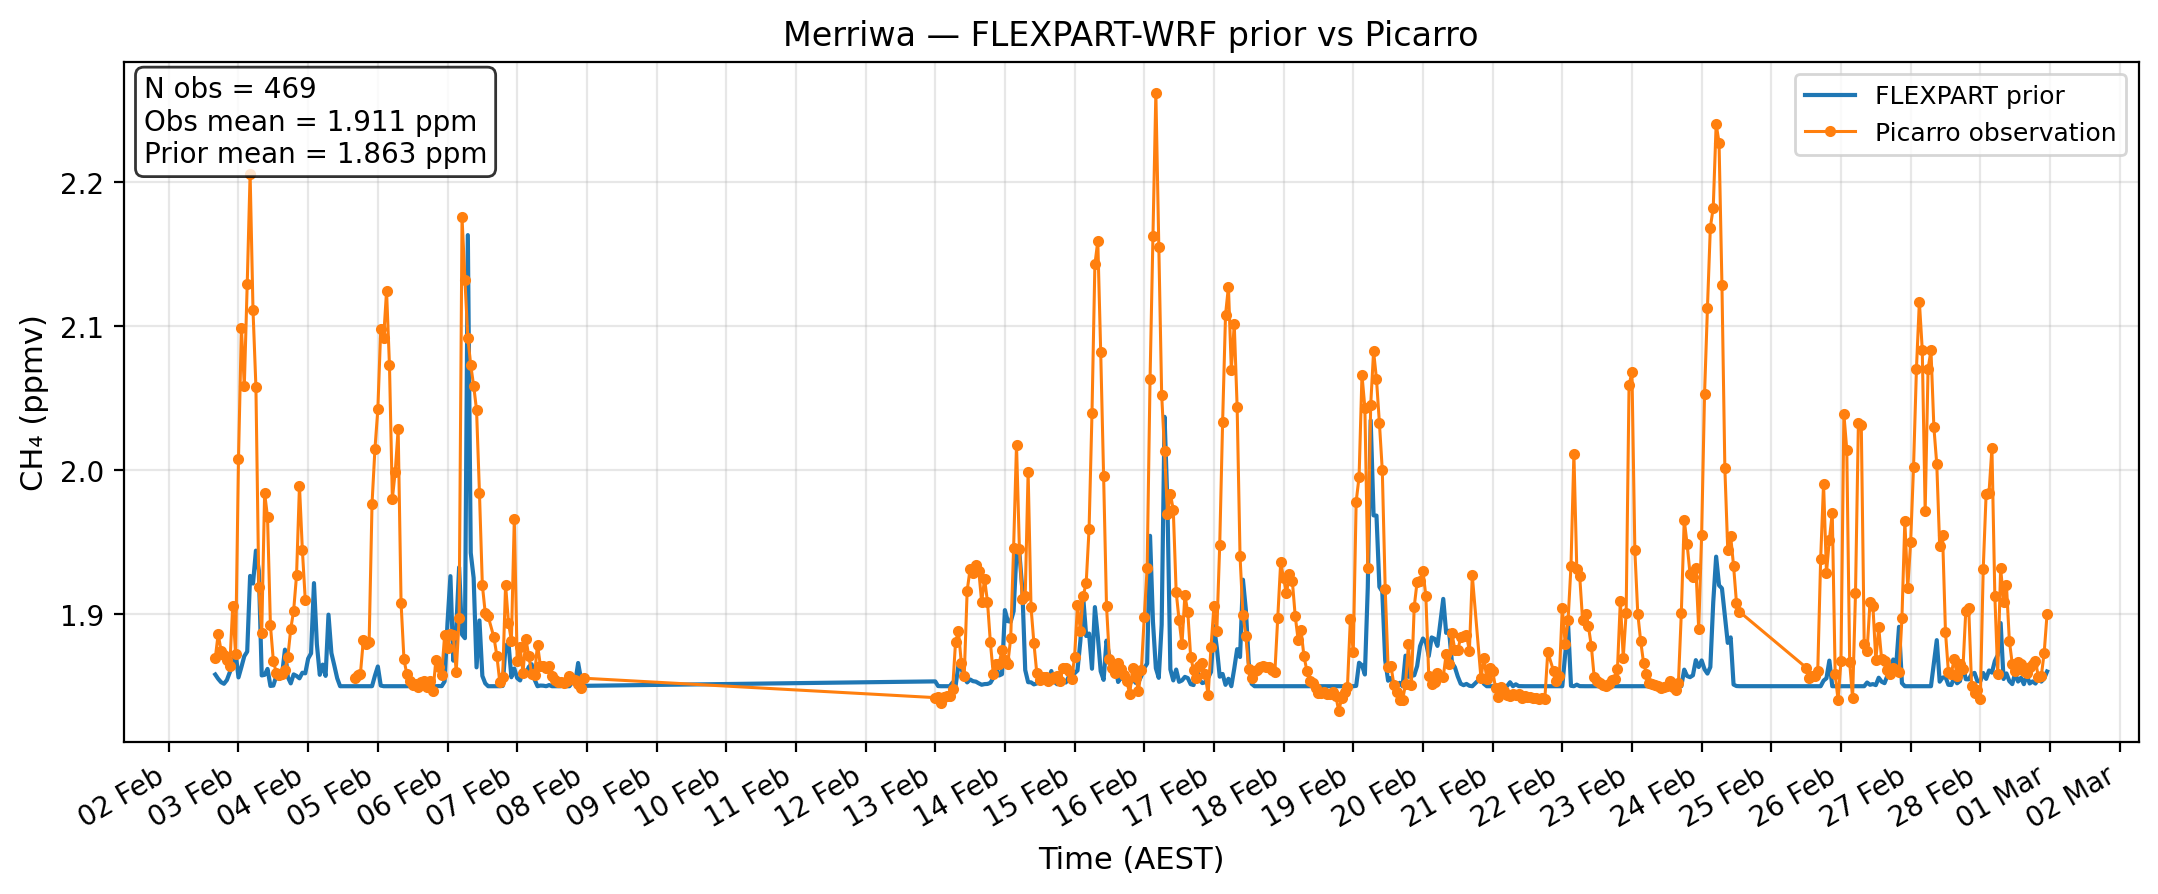 Merriwa — FLEXPART-WRF prior vs Picarro
N obs = 469
Obs mean = 1.911 ppm
Prior mean = 1.863 ppm
FLEXPART prior
Picarro observation
CH₄ (ppmv)
2.2
2.1
2.0
1.9
02 Feb
03 Feb
04 Feb
05 Feb
06 Feb
07 Feb
08 Feb
09 Feb
10 Feb
11 Feb
12 Feb
13 Feb
14 Feb
15 Feb
16 Feb
17 Feb
18 Feb
19 Feb
20 Feb
21 Feb
22 Feb
23 Feb
24 Feb
25 Feb
26 Feb
27 Feb
28 Feb
01 Mar
02 Mar
Time (AEST)